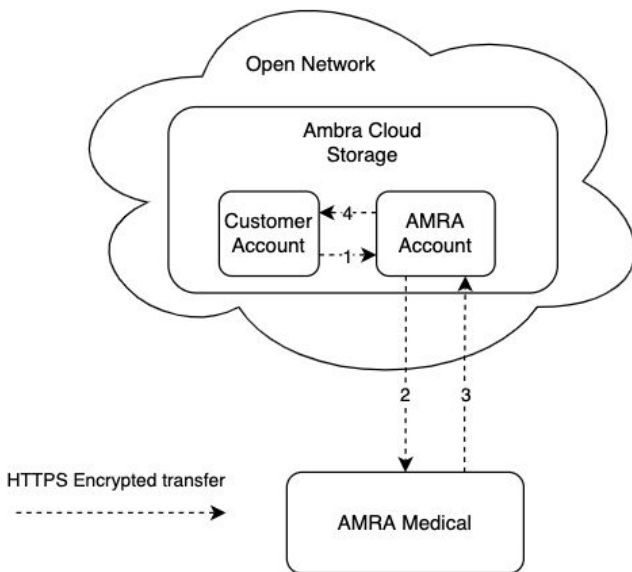 Open Network
Ambra Cloud
Storage
Customer
Account
4
1
AMRA
Account
2
3
HTTPS Encrypted transfer
AMRA Medical